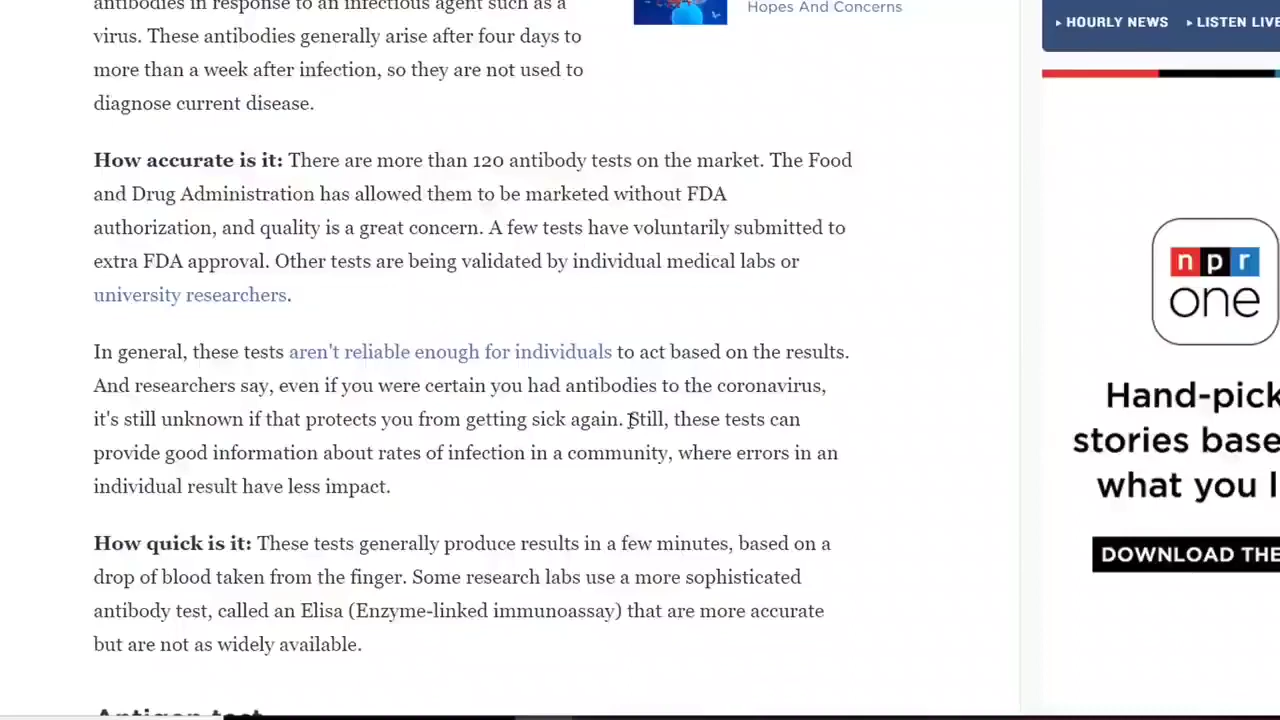 antibodies in response to an infectious agent such as a
virus. These antibodies generally arise after four days to
more than a week after infection, so they are not used to
diagnose current disease.
Hopes And Concerns
▸ HOURLY NEWS ▸ LISTEN LIVE
How accurate is it: There are more than 120 antibody tests on the market. The Food
and Drug Administration has allowed them to be marketed without FDA
authorization, and quality is a great concern. A few tests have voluntarily submitted to
extra FDA approval. Other tests are being validated by individual medical labs or
university researchers.
In general, these tests aren't reliable enough for individuals to act based on the results.
And researchers say, even if you were certain you had antibodies to the coronavirus,
it's still unknown if that protects you from getting sick again. Still, these tests can
provide good information about rates of infection in a community, where errors in an
individual result have less impact.
How quick is it: These tests generally produce results in a few minutes, based on a
drop of blood taken from the finger. Some research labs use a more sophisticated
antibody test, called an Elisa (Enzyme-linked immunoassay) that are more accurate
but are not as widely available.
Antigen test
npr
one
Hand-pick
stories base
what you l
DOWNLOAD THE